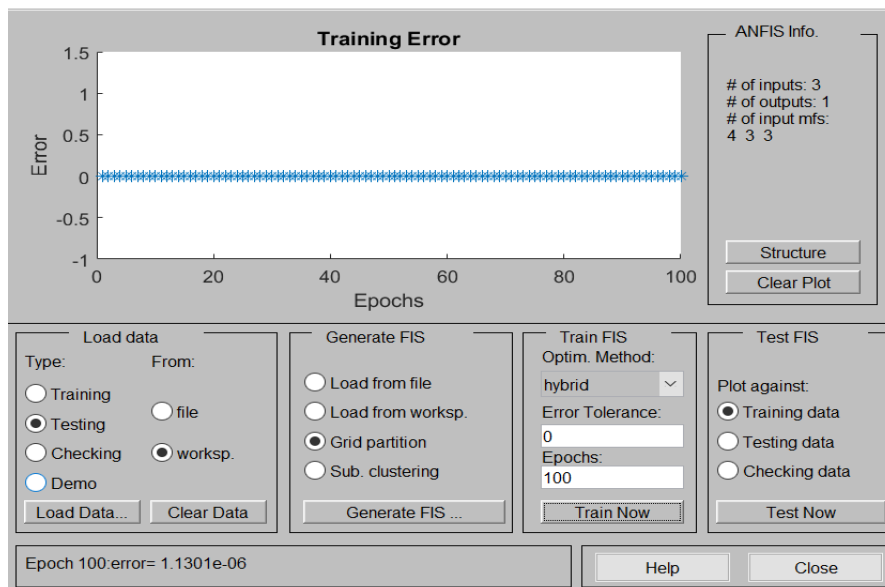 Training Error
1.5
1
0.5
0
-0.5
-1
Error
0 20 40 60 80 100
Epochs
ANFIS Info.
# of inputs: 3
# of outputs: 1
# of input mfs:
4 3 3
Structure
Clear Plot
Load data
Type: From:
Training
Testing
Checking
Demo
file
worksp.
Load Data...
Clear Data
Generate FIS
Load from file
Load from worksp.
Grid partition
Sub. clustering
Generate FIS ...
Train FIS
Optim. Method:
hybrid
Error Tolerance:
0
Epochs:
100
Train Now
Test FIS
Plot against:
Training data
Testing data
Checking data
Test Now
Epoch 100:error= 1.1301e-06
Help
Close